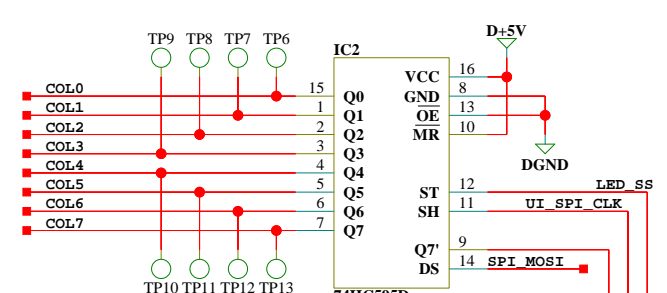 D+5V
TP9 TP8 TP7 TP6
IC2
COL0 15 Q0 VCC 16
COL1 1 Q1 GND 8
COL2 2 Q2 OE 13
COL3 3 Q3 MR 10
COL4 4 Q4
DGND
COL5 5 Q5 ST 12 LED_SS
COL6 6 Q6 SH 11 UI_SPI_CLK
COL7 7 Q7
Q7' 9
DS 14 SPI_MOSI
TP10 TP11 TP12 TP13
74HC595D